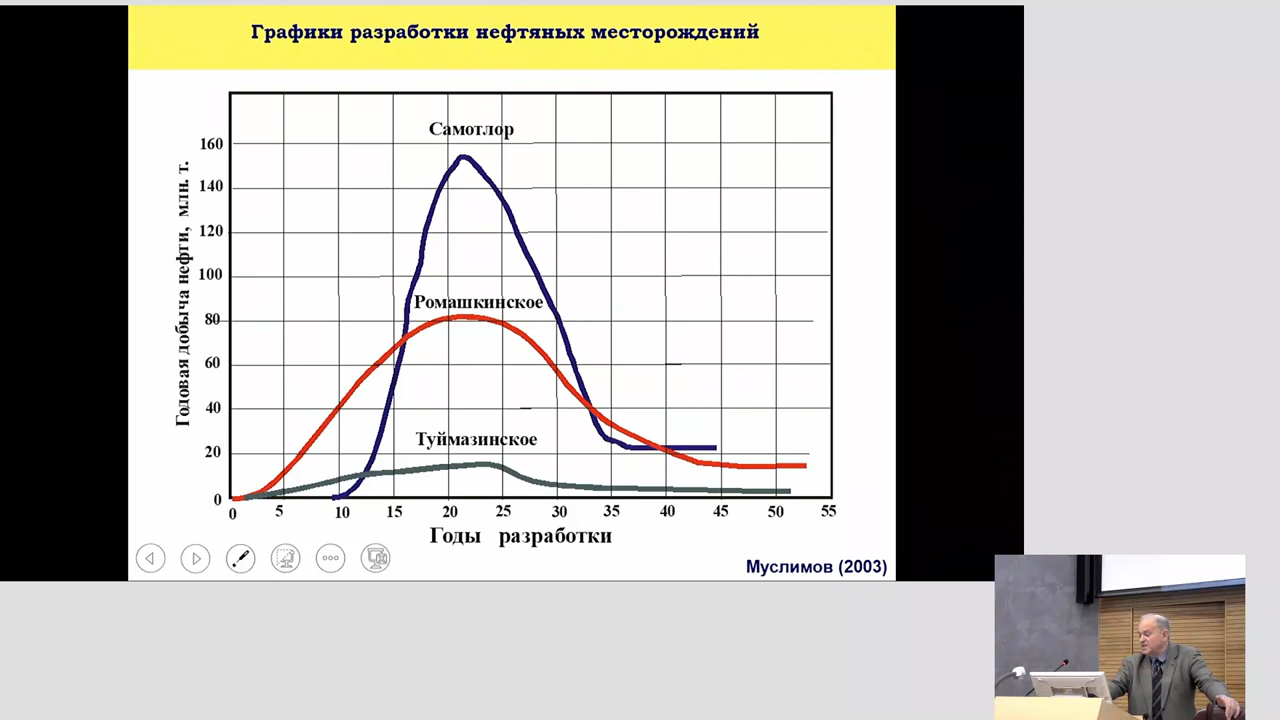 Графики разработки нефтяных месторождений
Годовая добыча нефти, млн. т.
160
140
120
100
80
60
40
20
0
Самотлор
Ромашкинское
Туймазинское
0 5 10 15 20 25 30 35 40 45 50 55
Годы разработки
Муслимов (2003)